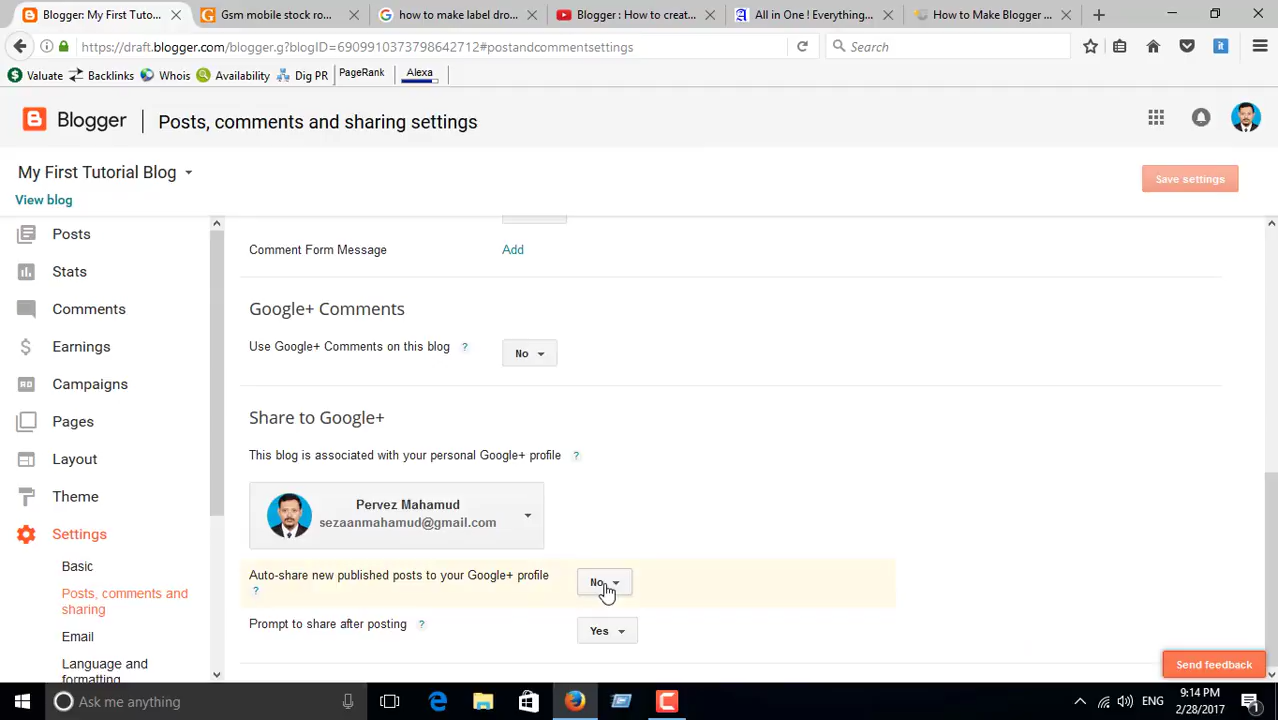 Blogger: My First Tuto...
Gsm mobile stock ro...
how to make label dro...
Blogger : How to creat...
All in One ! Everything...
How to Make Blogger ...
https://draft.blogger.com/blogger.g?blogID=6909910373798642712#postandcommentsettings
Search
Valuate
Backlinks
Whois
Availability
Dig PR
PageRank
Alexa
Blogger
Posts, comments and sharing settings
My First Tutorial Blog
Save settings
View blog
Posts
Stats
Comments
Earnings
Campaigns
Pages
Layout
Theme
Settings
Basic
Posts, comments and
sharing
Email
Language and
formatting
Comment Form Message
Add
Google+ Comments
Use Google+ Comments on this blog ?
No
Share to Google+
This blog is associated with your personal Google+ profile ?
Pervez Mahamud
sezaanmahamud@gmail.com
Auto-share new published posts to your Google+ profile
?
No
Prompt to share after posting ?
Yes
Send feedback
Ask me anything
ENG
9:14 PM
2/28/2017
1